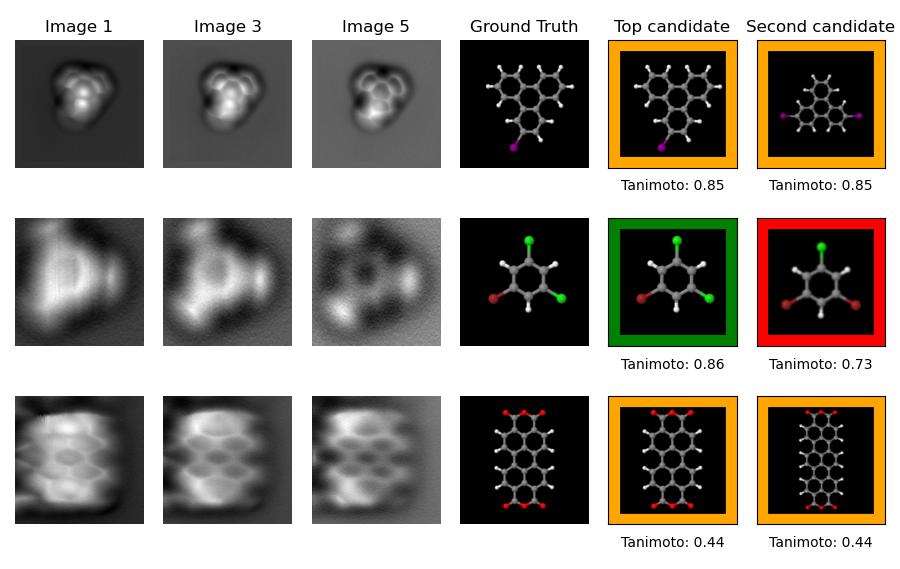 Image 1 Image 3 Image 5 Ground Truth Top candidate Second candidate
Tanimoto: 0.85 Tanimoto: 0.85
Tanimoto: 0.86 Tanimoto: 0.73
Tanimoto: 0.44 Tanimoto: 0.44